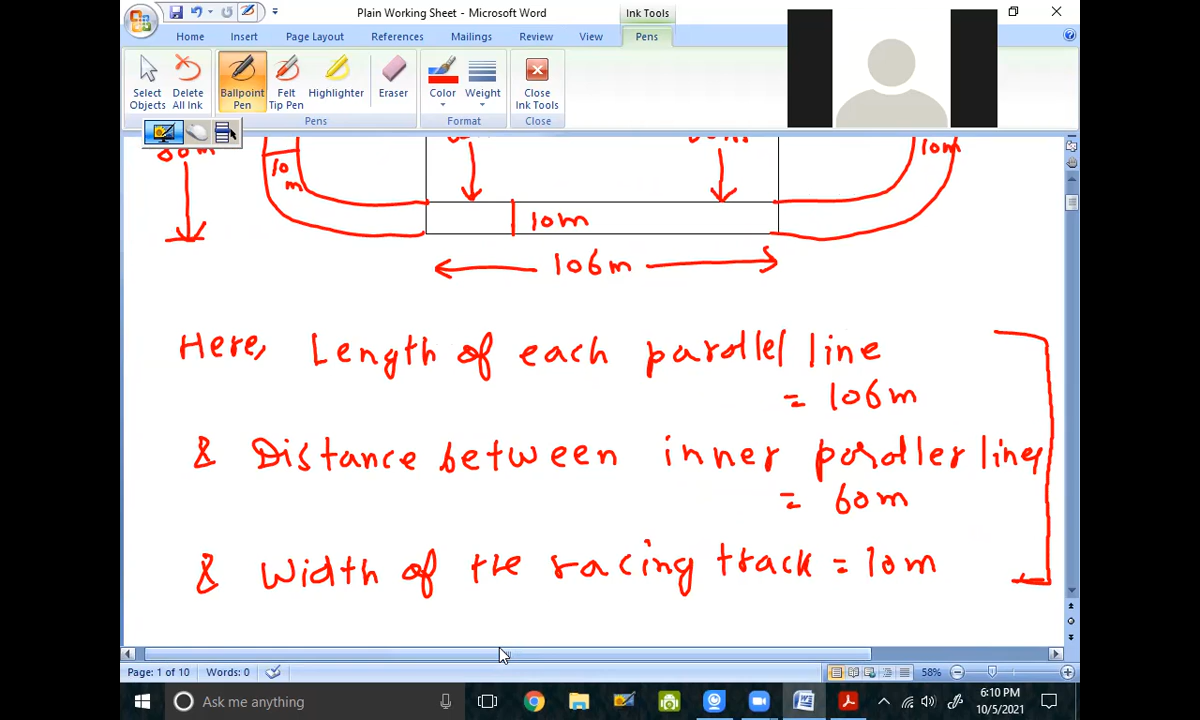 Plain Working Sheet - Microsoft Word
Ink Tools
Home Insert Page Layout References Mailings Review View Pens
Select Objects
Delete All Ink
Ballpoint Pen
Felt Tip Pen
Highlighter
Eraser
Color
Weight
Close Ink Tools
Pens
Format
Close
10m
10m
10m
106m
Here, Length of each parallel line
= 106m
& Distance between inner parallel lines
= 60m
& Width of the racing track = 10m
Page: 1 of 10 Words: 0 58%
Ask me anything
6:10 PM
10/5/2021